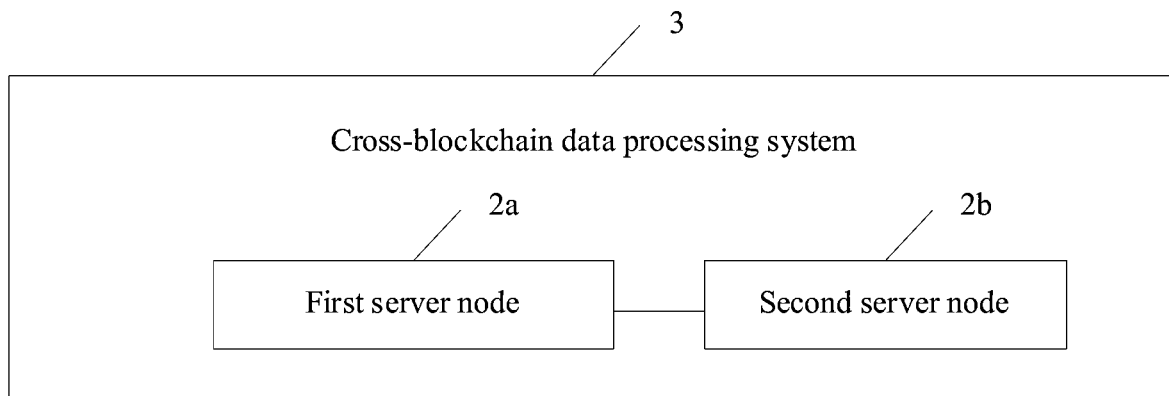 3
Cross-blockchain data processing system
2a
2b
First server node
Second server node